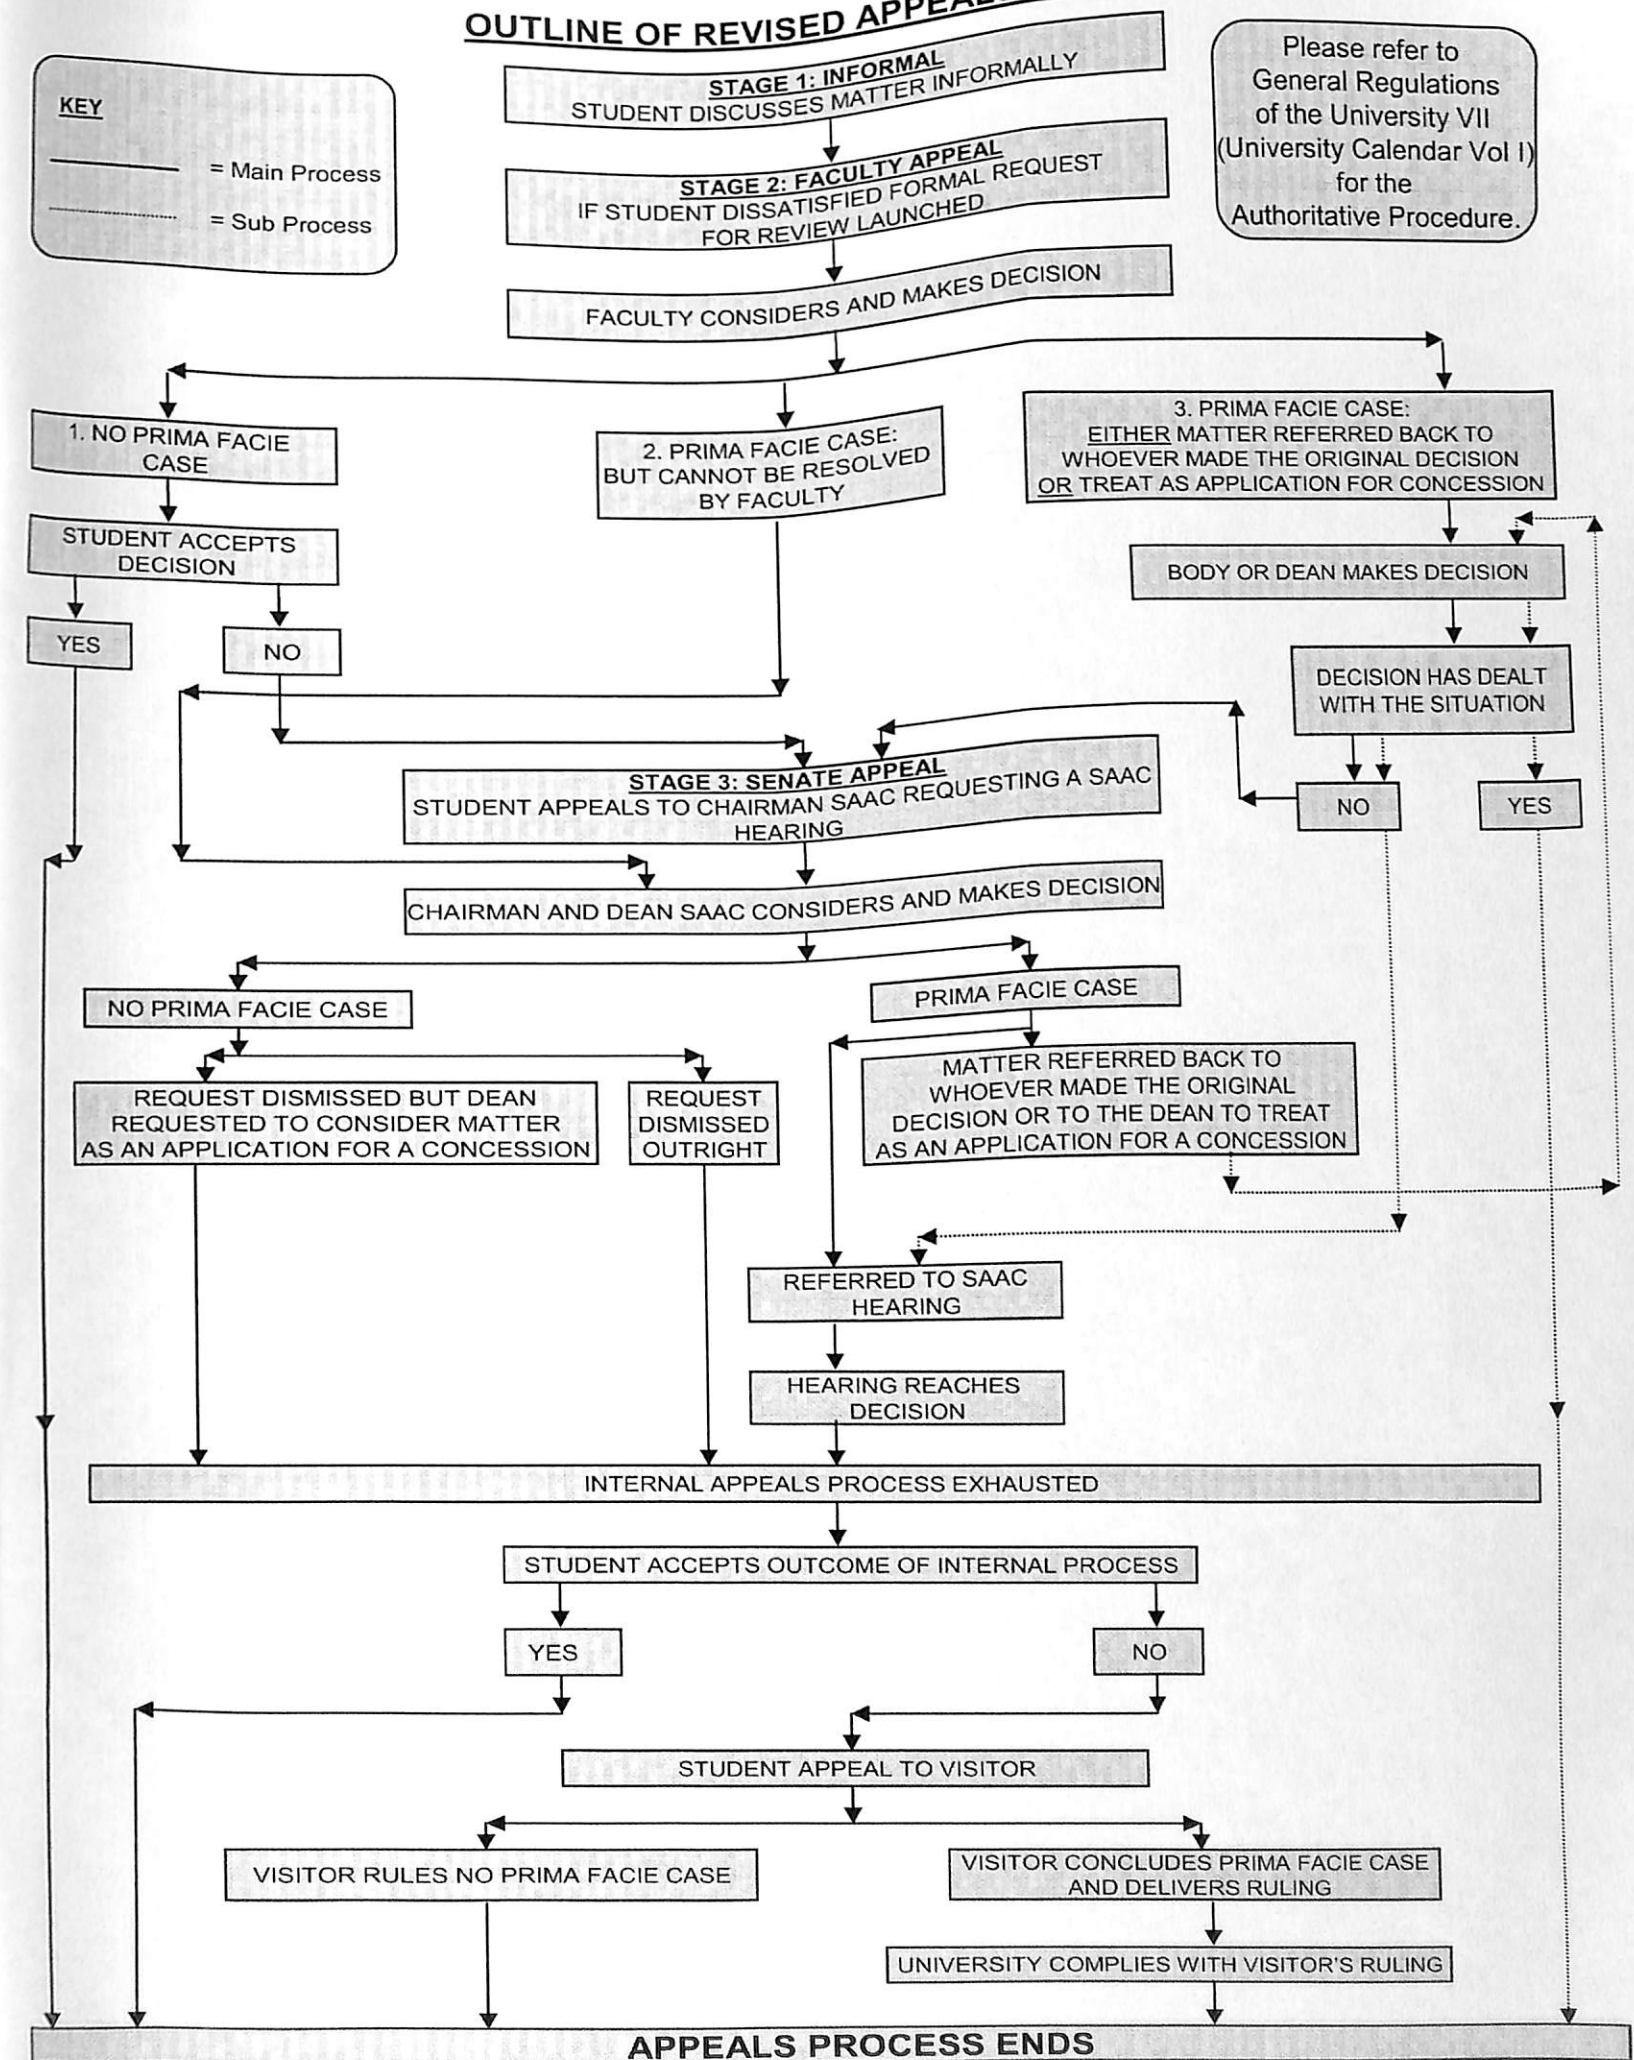 OUTLINE OF REVISED APPEALS
KEY
= Main Process
= Sub Process
STAGE 1: INFORMAL
STUDENT DISCUSSES MATTER INFORMALLY
Please refer to
General Regulations
of the University VII
(University Calendar Vol I)
for the
Authoritative Procedure.
STAGE 2: FACULTY APPEAL
IF STUDENT DISSATISFIED FORMAL REQUEST
FOR REVIEW LAUNCHED
FACULTY CONSIDERS AND MAKES DECISION
1. NO PRIMA FACIE
CASE
2. PRIMA FACIE CASE:
BUT CANNOT BE RESOLVED
BY FACULTY
3. PRIMA FACIE CASE:
EITHER MATTER REFERRED BACK TO
WHOEVER MADE THE ORIGINAL DECISION
OR TREAT AS APPLICATION FOR CONCESSION
STUDENT ACCEPTS
DECISION
BODY OR DEAN MAKES DECISION
YES
NO
DECISION HAS DEALT
WITH THE SITUATION
NO
YES
STAGE 3: SENATE APPEAL
STUDENT APPEALS TO CHAIRMAN SAAC REQUESTING A SAAC
HEARING
CHAIRMAN AND DEAN SAAC CONSIDERS AND MAKES DECISION
NO PRIMA FACIE CASE
PRIMA FACIE CASE
REQUEST DISMISSED BUT DEAN
REQUESTED TO CONSIDER MATTER
AS AN APPLICATION FOR A CONCESSION
REQUEST
DISMISSED
OUTRIGHT
MATTER REFERRED BACK TO
WHOEVER MADE THE ORIGINAL
DECISION OR TO THE DEAN TO TREAT
AS AN APPLICATION FOR A CONCESSION
REFERRED TO SAAC
HEARING
HEARING REACHES
DECISION
INTERNAL APPEALS PROCESS EXHAUSTED
STUDENT ACCEPTS OUTCOME OF INTERNAL PROCESS
YES
NO
STUDENT APPEAL TO VISITOR
VISITOR RULES NO PRIMA FACIE CASE
VISITOR CONCLUDES PRIMA FACIE CASE
AND DELIVERS RULING
UNIVERSITY COMPLIES WITH VISITOR'S RULING
APPEALS PROCESS ENDS